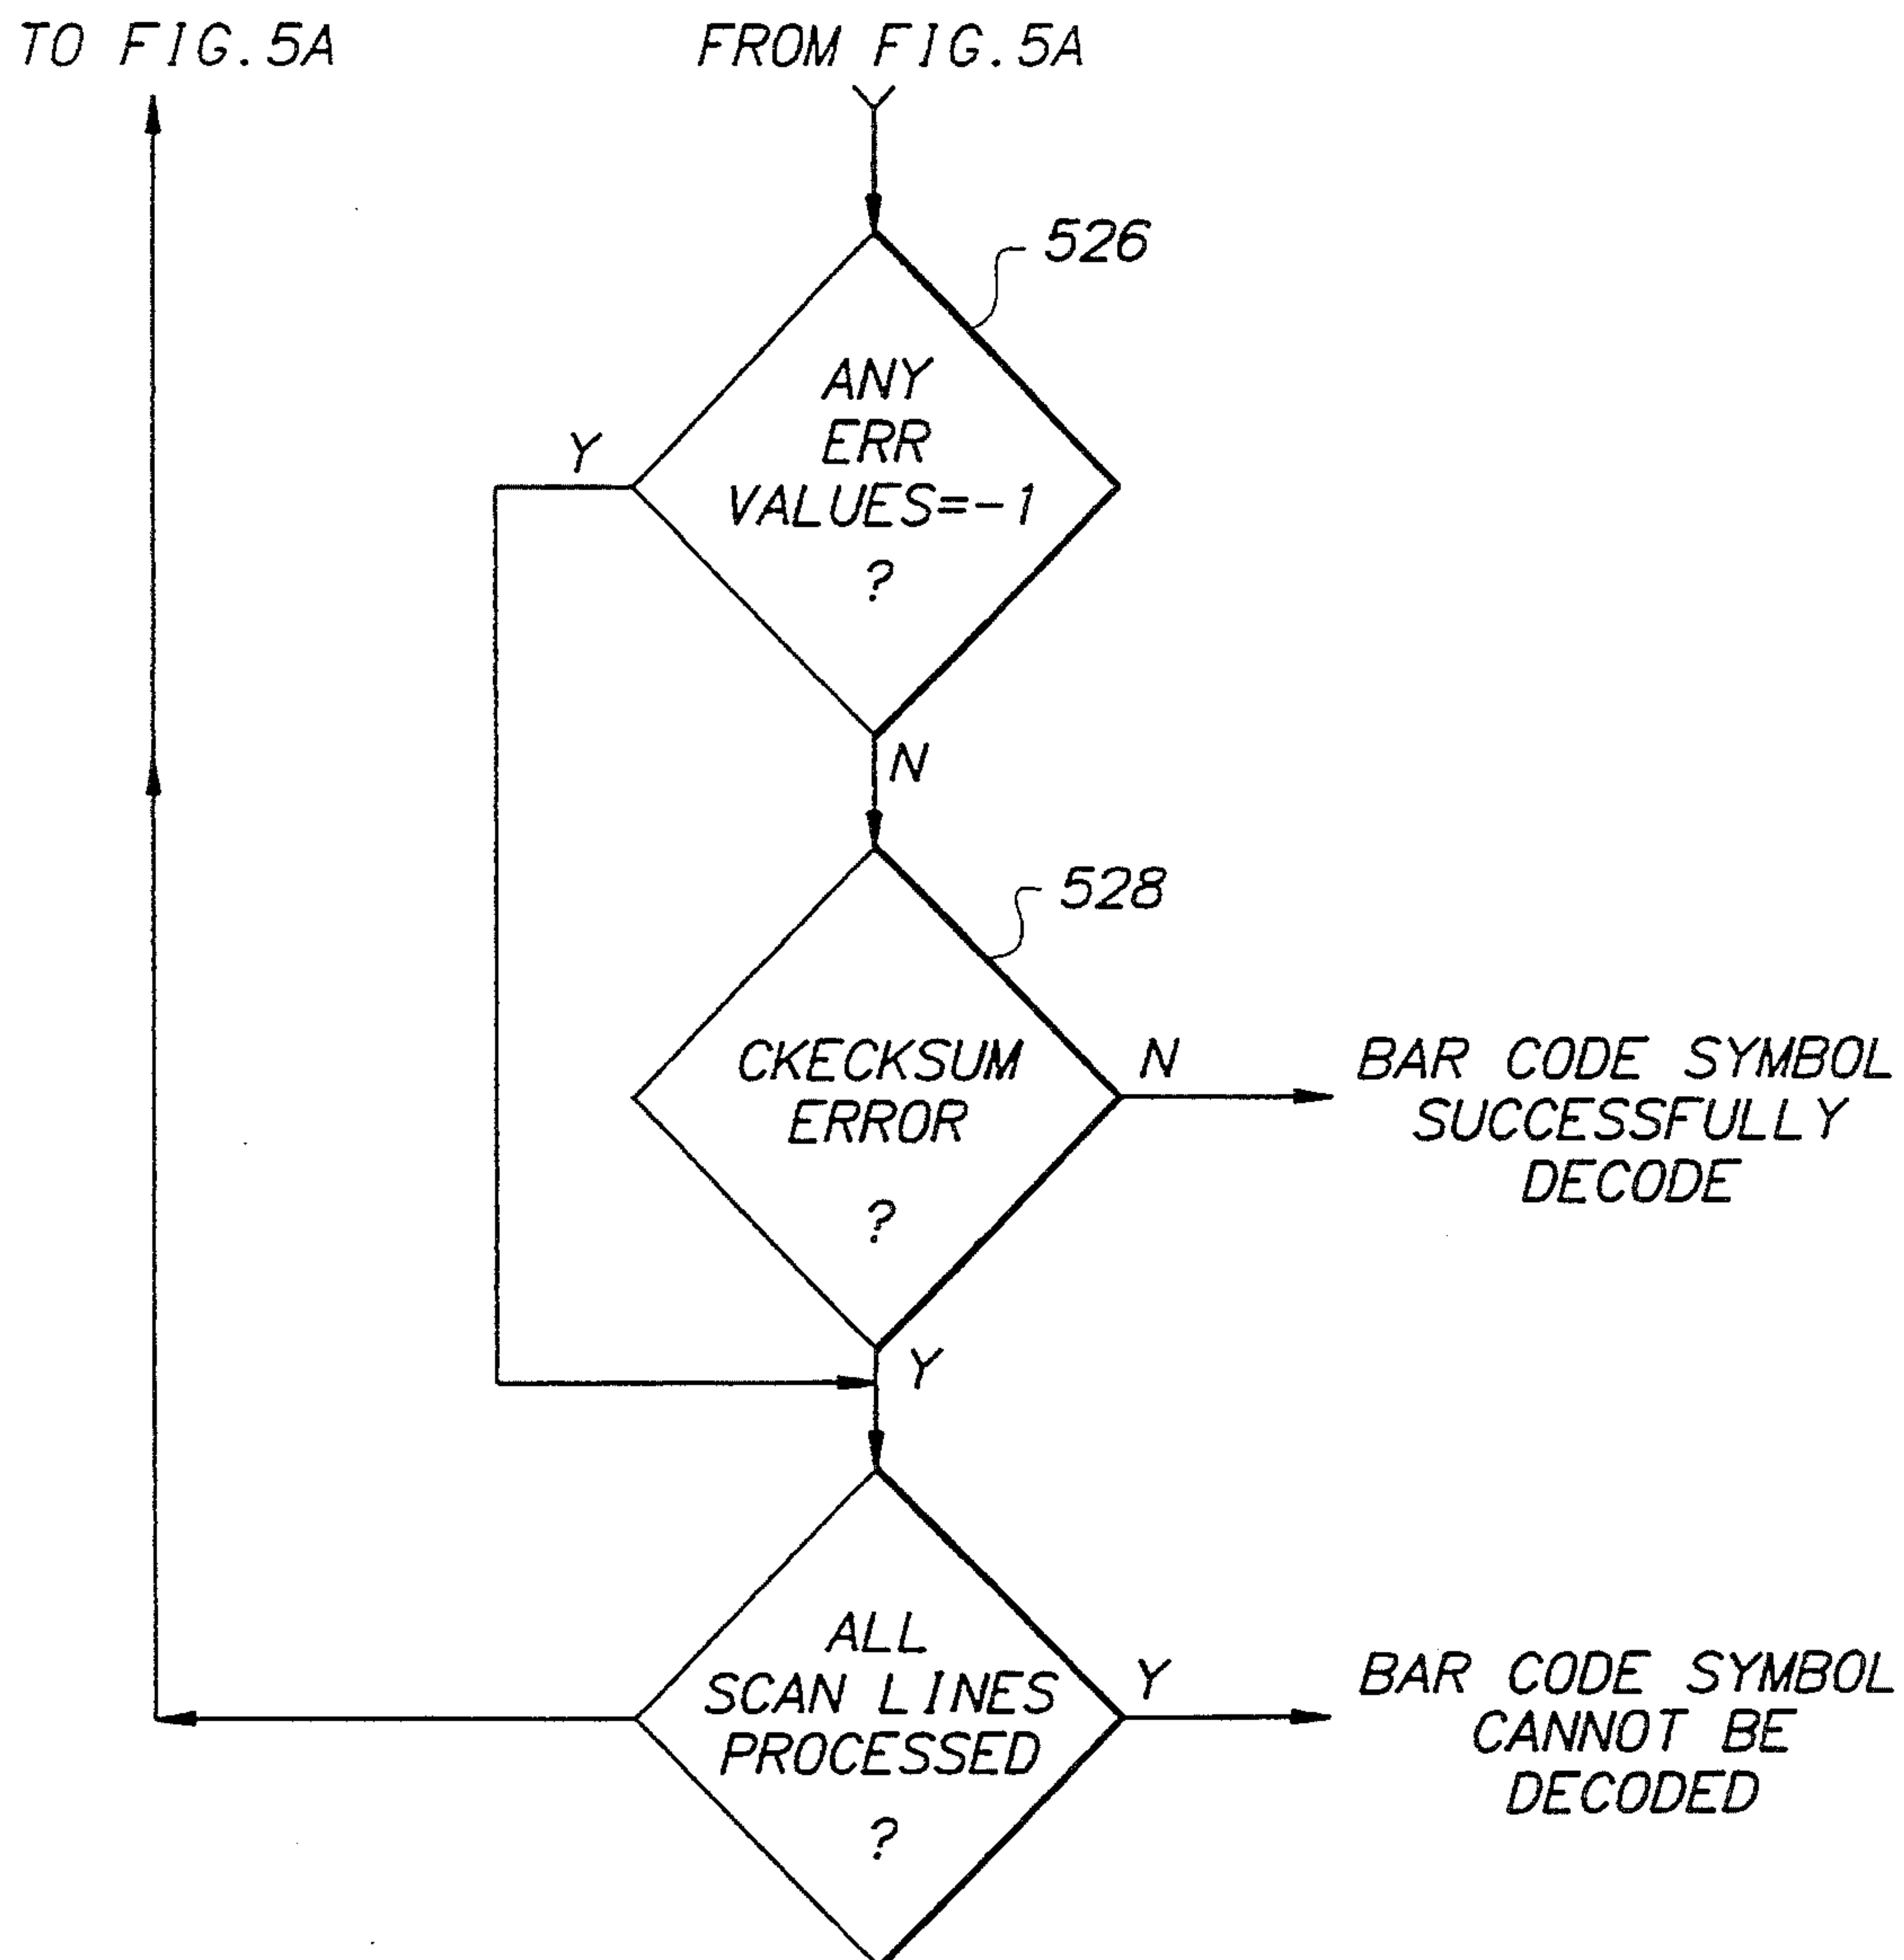 TO FIG.5A
FROM FIG.5A
Y
526
ANY
ERR
VALUES=-1
?
Y
N
528
CKECKSUM
ERROR
?
N
BAR CODE SYMBOL
SUCCESSFULLY
DECODE
Y
ALL
SCAN LINES
PROCESSED
?
Y
BAR CODE SYMBOL
CANNOT BE
DECODED